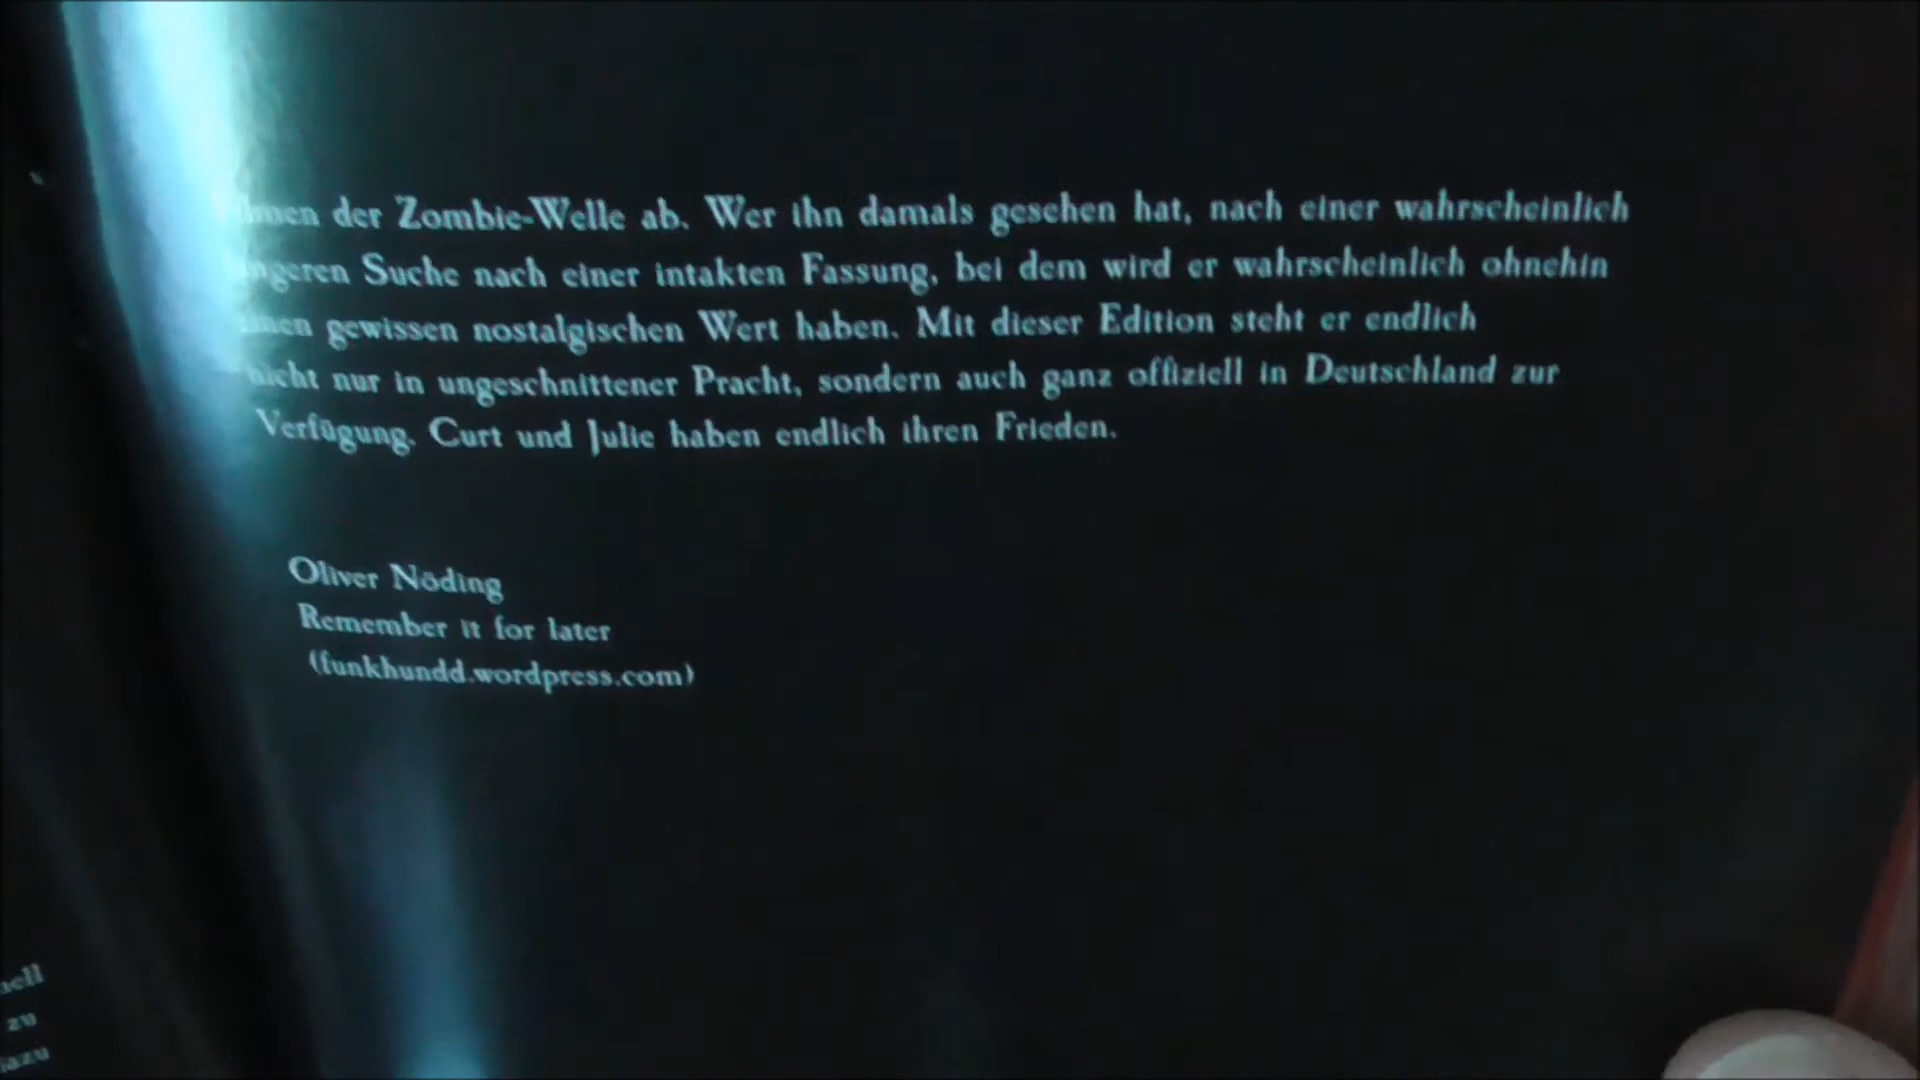 der Zombie-Welle ab. Wer ihn damals gesehen hat, nach einer wahrscheinlich
Suche nach einer intakten Fassung, bei dem wird er wahrscheinlich ohnehin
gewissen nostalgischen Wert haben. Mit dieser Edition steht er endlich
nicht nur in ungeschnittener Pracht, sondern auch ganz offiziell in Deutschland zur
Verfügung. Curt und Julie haben endlich ihren Frieden.
Oliver Nöding
Remember it for later
(funkhundd.wordpress.com)
zu